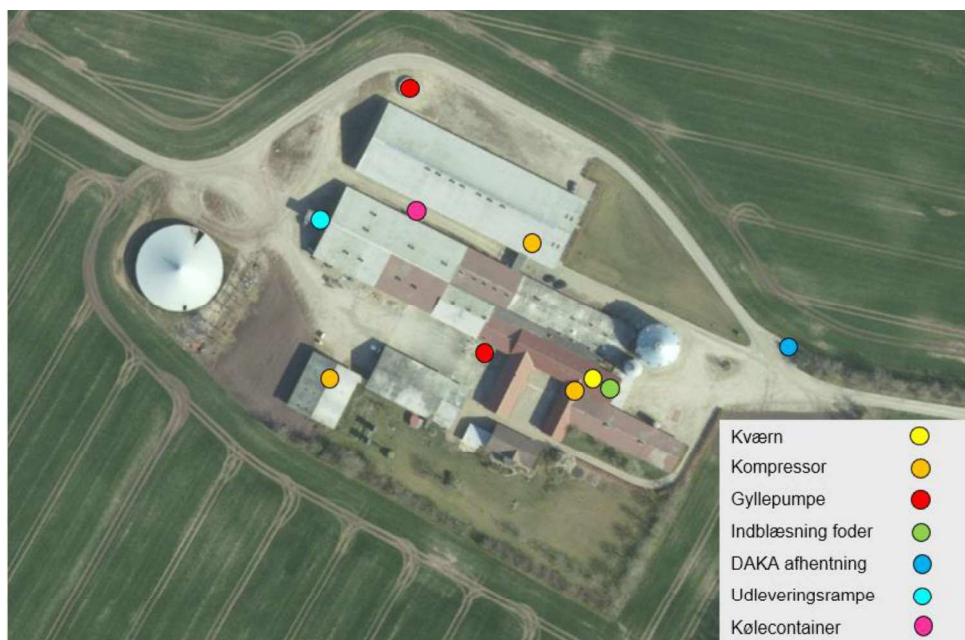 Kværn
Kompressor
Gyllepumpe
Indblæsning foder
DAKA afhentning
Udleveringsrampe
Kølecontainer